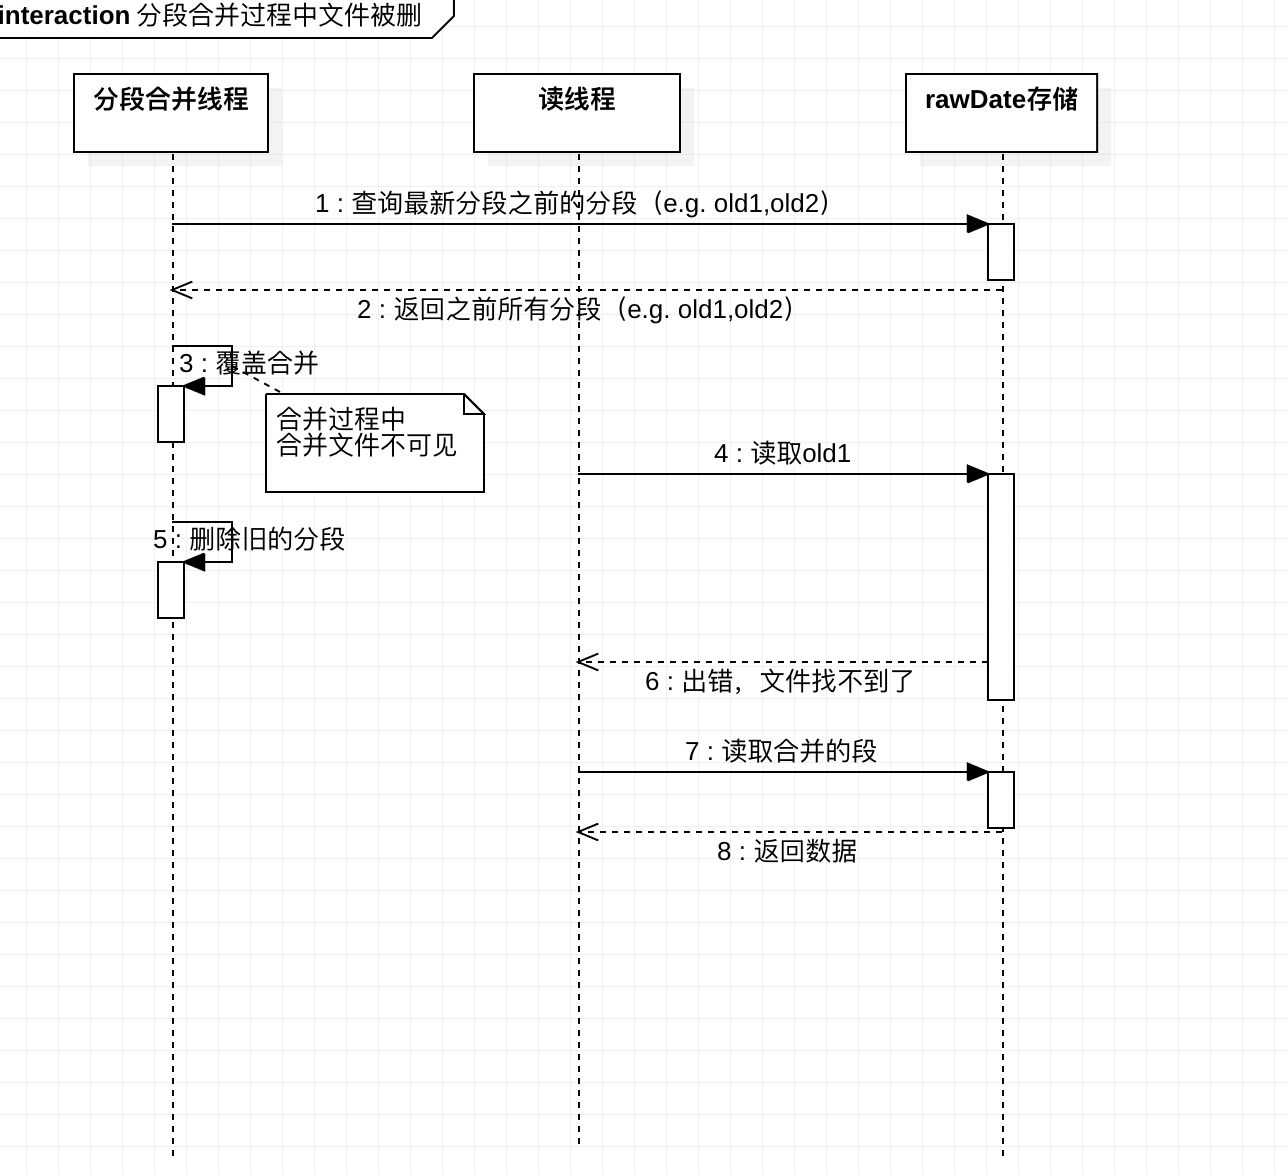 interaction 分段合并过程中文件被删
分段合并线程
读线程
rawDate存储
1 : 查询最新分段之前的分段（e.g. old1,old2）
2 : 返回之前所有分段（e.g. old1,old2）
3 : 覆盖合并
合并过程中
合并文件不可见
4 : 读取old1
5 : 删除旧的分段
6 : 出错，文件找不到了
7 : 读取合并的段
8 : 返回数据